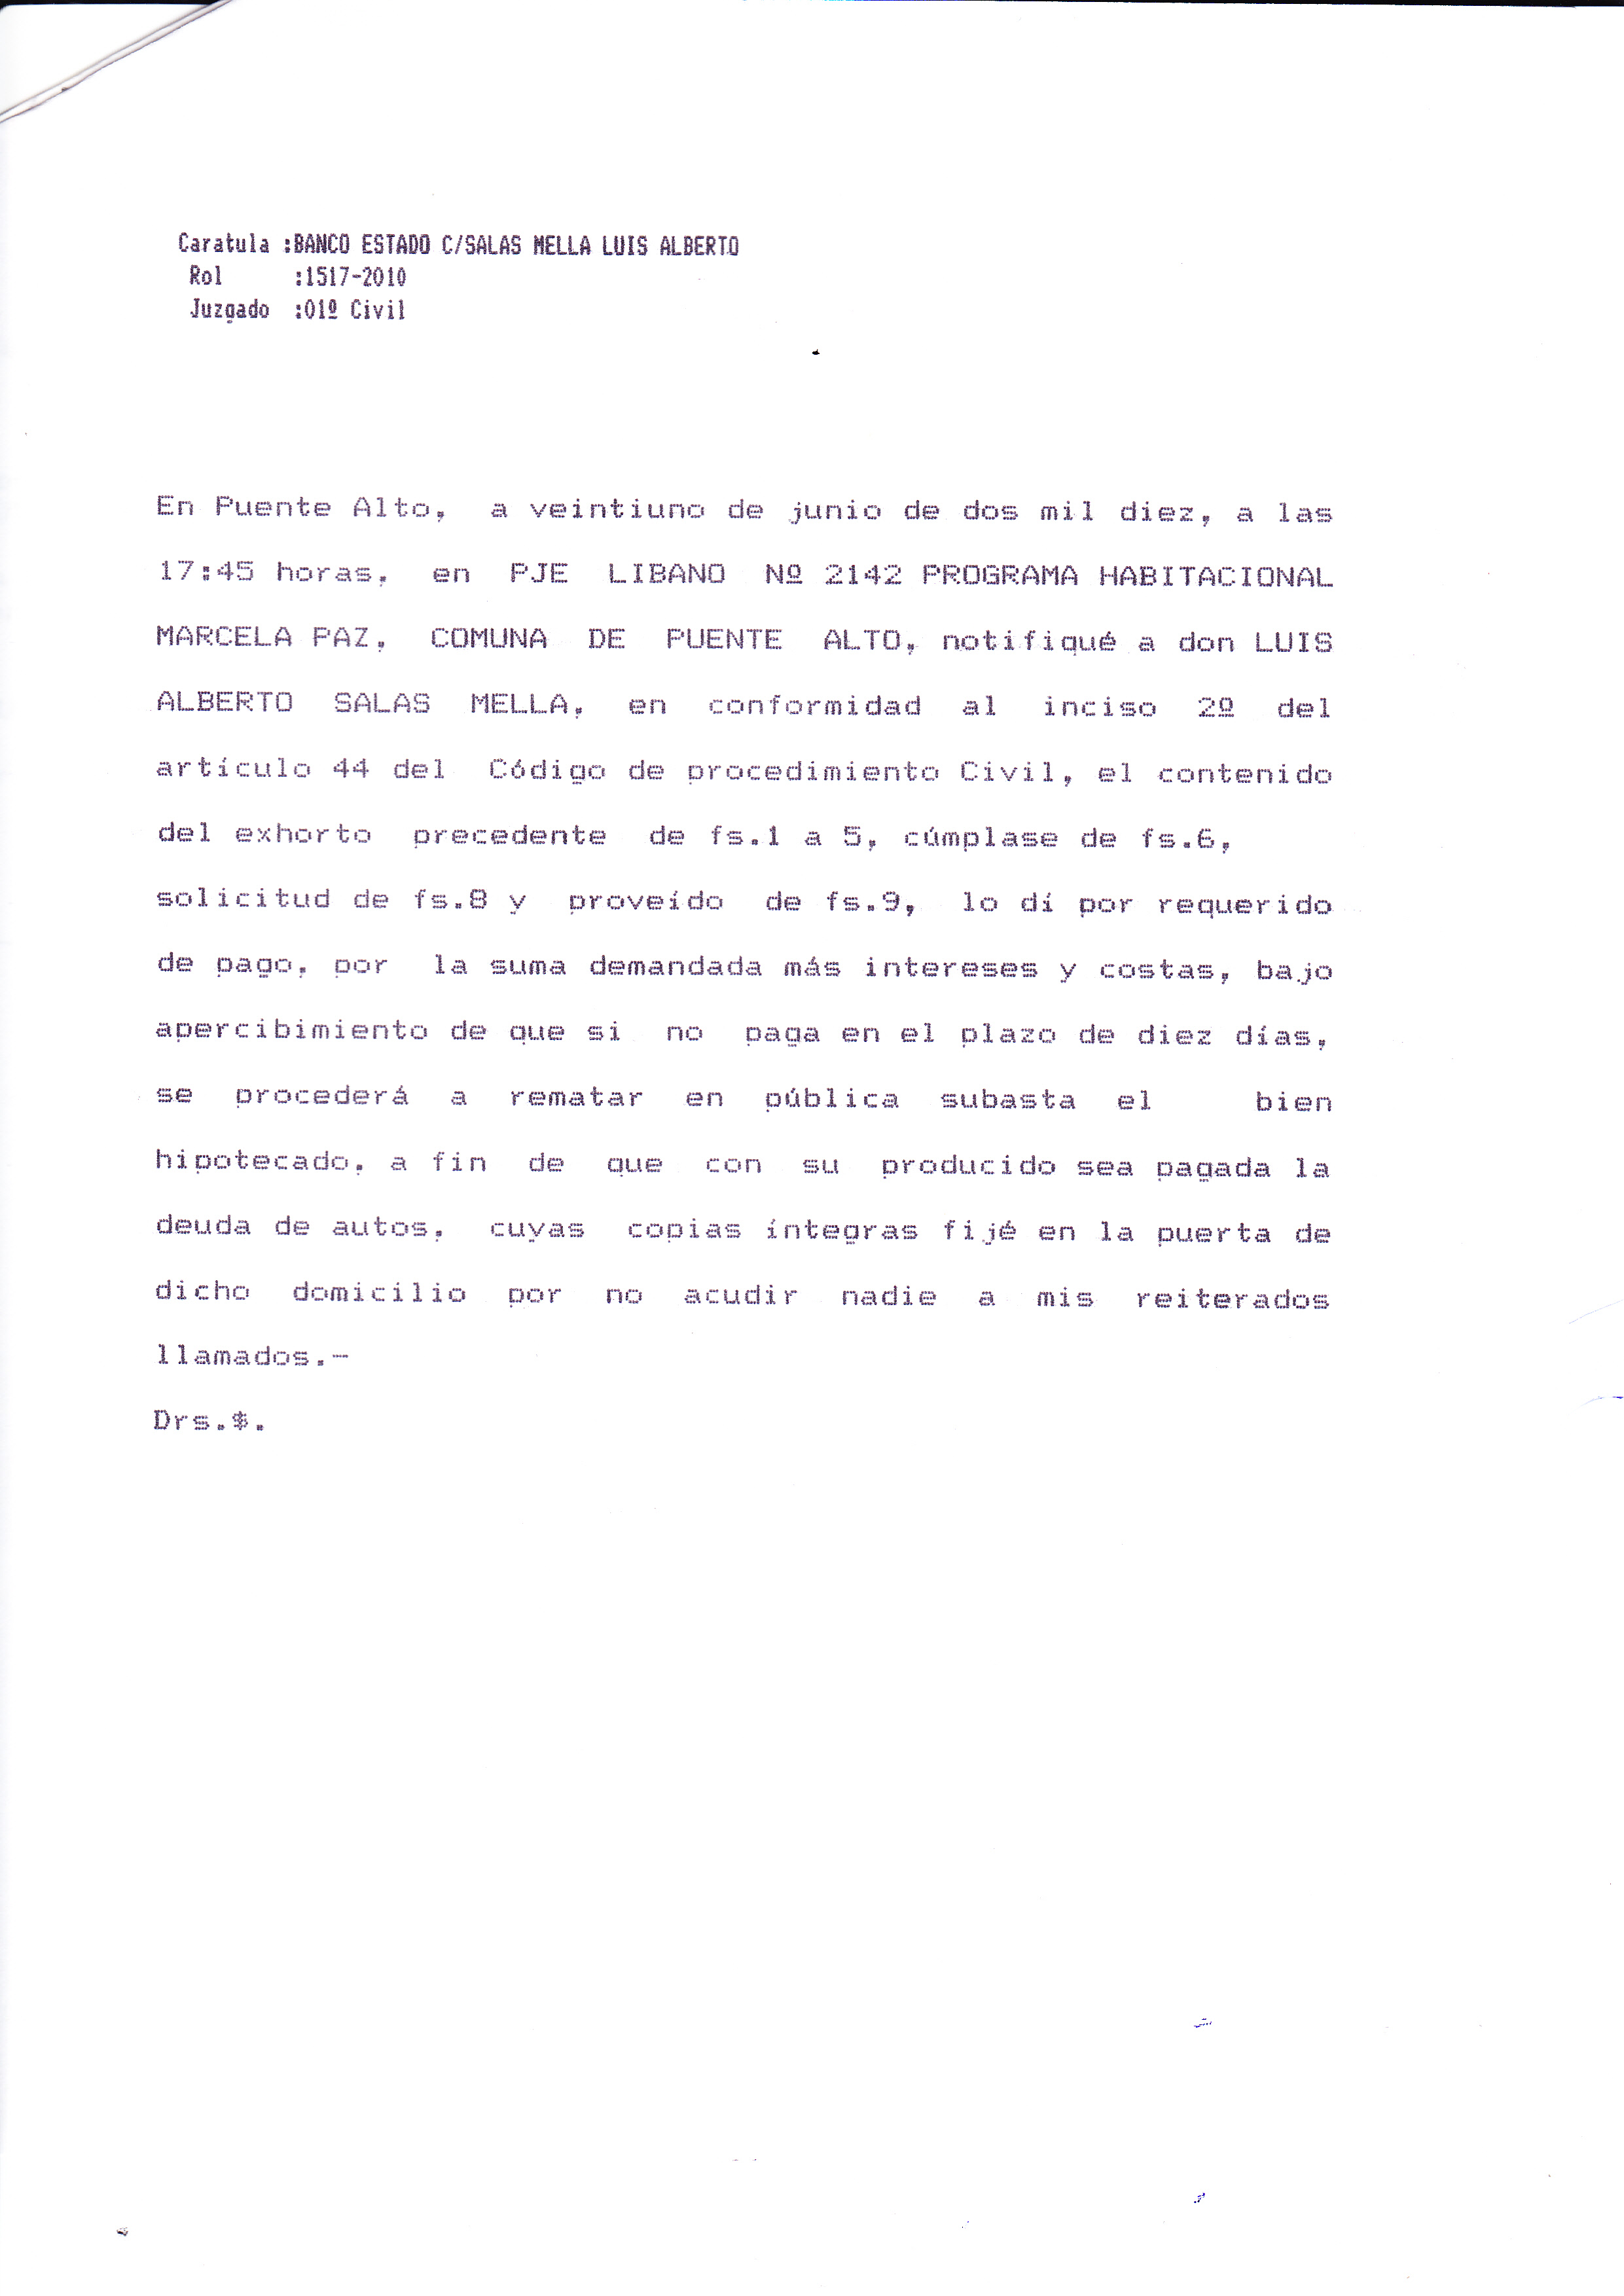 Caratula :BANCO ESTADO C/SALAS MELLA LUIS ALBERTO
Rol :1517-2010
Juzgado :01º Civil
En Puente Alto, a veintiuno de junio de dos mil diez, a las
17:45 horas, en PJE LIBANO Nº 2142 PROGRAMA HABITACIONAL
MARCELA PAZ, COMUNA DE PUENTE ALTO, notifiqué a don LUIS
ALBERTO SALAS MELLA, en conformidad al inciso 2º del
artículo 44 del Código de procedimiento Civil, el contenido
del exhorto precedente de fs.1 a 5, cúmplase de fs.6,
solicitud de fs.8 y proveído de fs.9, lo dí por requerido
de pago, por la suma demandada más intereses y costas, bajo
apercibimiento de que si no paga en el plazo de diez días,
se procederá a rematar en pública subasta el bien
hipotecado, a fin de que con su producido sea pagada la
deuda de autos, cuyas copias íntegras fijé en la puerta de
dicho domicilio por no acudir nadie a mis reiterados
llamados.-
Drs.$.